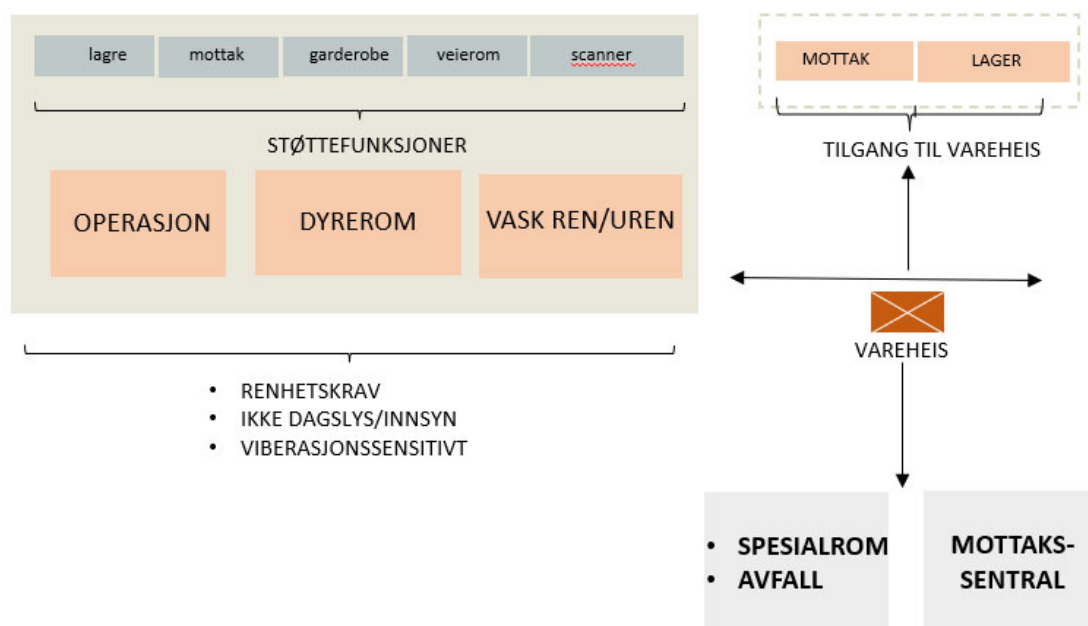 lagre mottak garderobe veierom scanner
STØTTEFUNKSJONER
OPERASJON DYREROM VASK REN/UREN
• RENHETSKRAV
• IKKE DAGSLYS/INNSYN
• VIBERASJONSSENSITIVT
MOTTAK LAGER
TILGANG TIL VAREHEIS
VAREHEIS
• SPESIALROM
• AVFALL
MOTTAKS-
SENTRAL